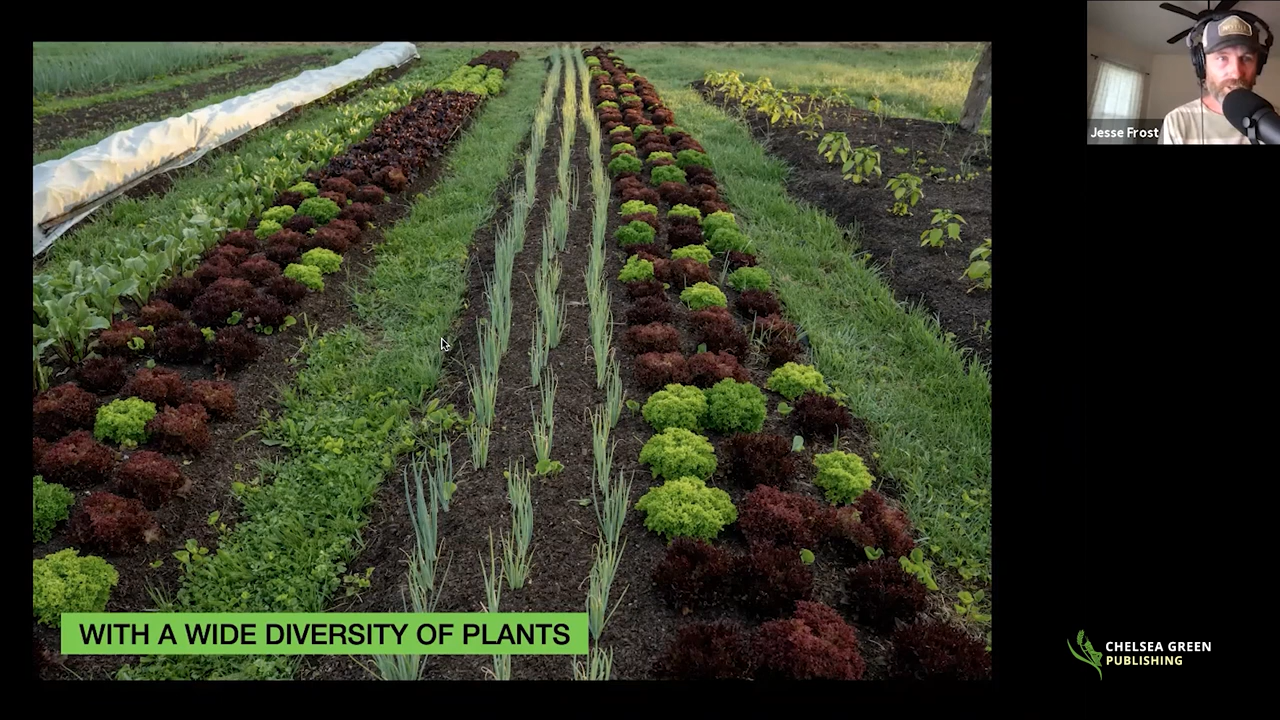 Jesse Frost
WITH A WIDE DIVERSITY OF PLANTS
CHELSEA GREEN
PUBLISHING